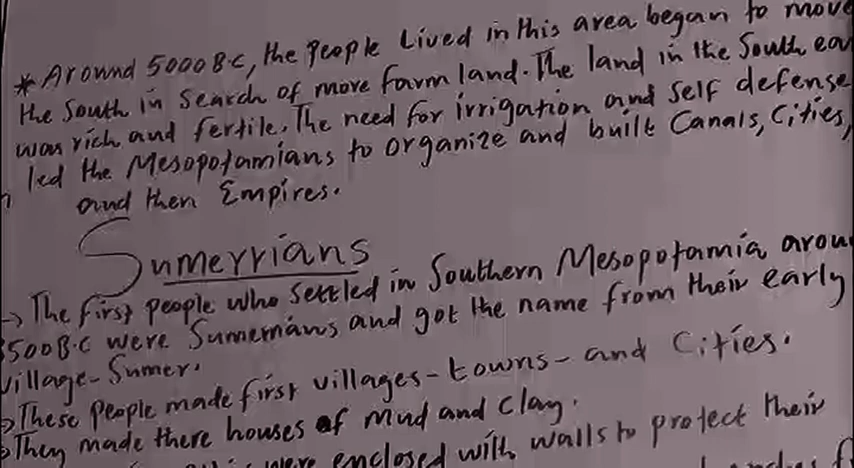 * Around 5000 B.C, the People Lived in this area began to move
the South in search of more farm land. The land in the South
was rich and fertile. The need for irrigation and self defense
led the Mesopotamians to organize and built Canals, Cities,
and then Empires.
Sumerrians
→ The first people who settled in Southern Mesopotamia
500 B.C were Sumerrians and got the name from their early
village - Sumer.
These people made first villages - towns - and Cities.
They made there houses of mud and clay.
were enclosed with walls to protect their